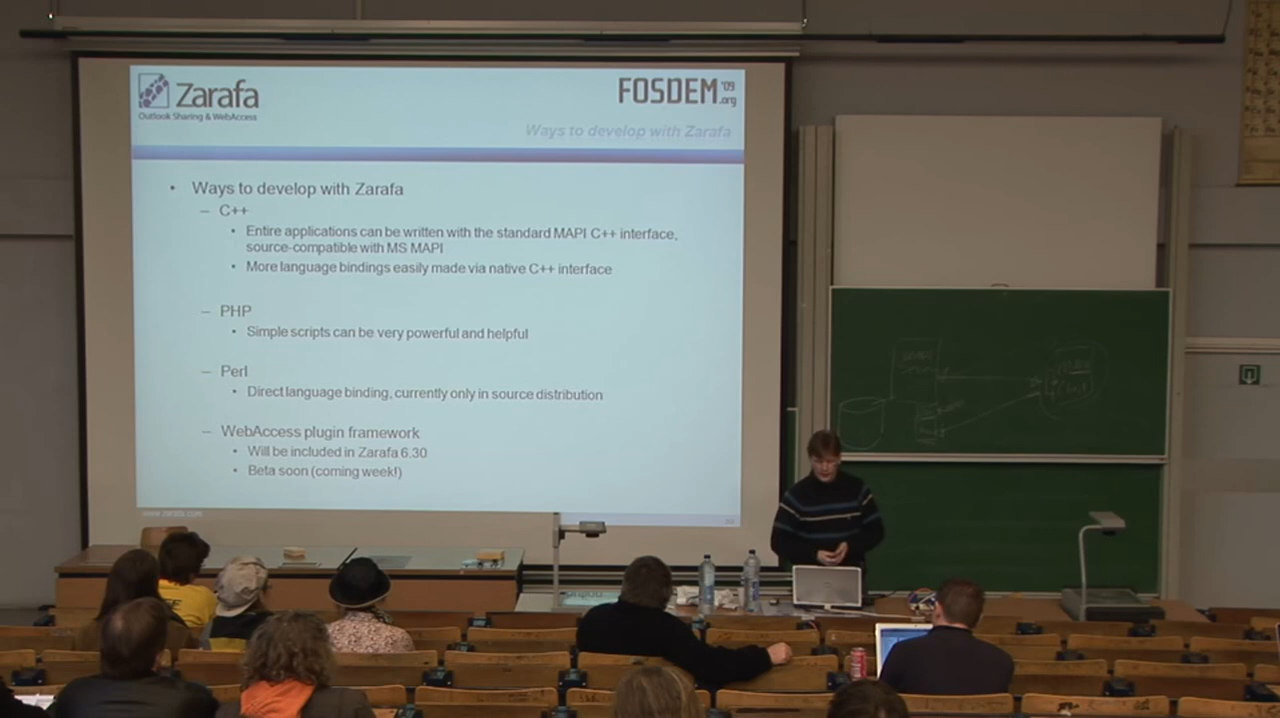 Zarafa
Outlook Sharing & WebAccess
FOSDEM '09 .org
Ways to develop with Zarafa
• Ways to develop with Zarafa
– C++
• Entire applications can be written with the standard MAPI C++ interface,
source-compatible with MS MAPI
• More language bindings easily made via native C++ interface
– PHP
• Simple scripts can be very powerful and helpful
– Perl
• Direct language binding, currently only in source distribution
– WebAccess plugin framework
• Will be included in Zarafa 6.30
• Beta soon (coming week!)
www.zarafa.com